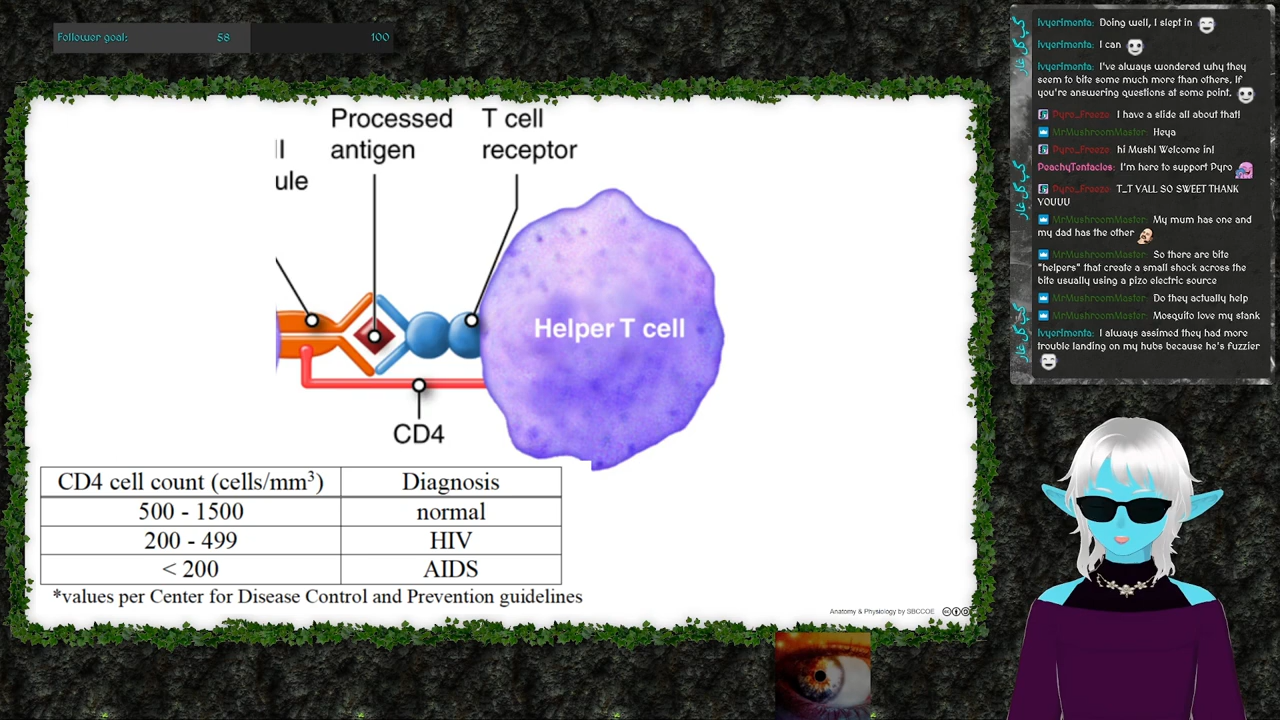 Follower goal: 58 100
Processed
antigen
T cell
receptor
ll
ule
Helper T cell
CD4
CD4 cell count (cells/mm³) Diagnosis
500 - 1500 normal
200 - 499 HIV
< 200 AIDS
*values per Center for Disease Control and Prevention guidelines
Anatomy & Physiology by SBCCOE
Ivyerimenta: Doing well, I slept in
Ivyerimenta: I can
Ivyerimenta: I've always wondered why they
seem to bite some much more than others. If
you're answering questions at some point.
Pyro_Freeze: I have a slide all about that!
MrMushroomMaster: Heya
Pyro_Freeze: hi Mush! Welcome in!
PeachyTentacles: I'm here to support Pyro
Pyro_Freeze: T_T YALL SO SWEET THANK
YOUUU
MrMushroomMaster: My mum has one and
my dad has the other
MrMushroomMaster: So there are bite
"helpers" that create a small shock across the
bite usually using a pizo electric source
MrMushroomMaster: Do they actually help
MrMushroomMaster: Mosquito love my stank
Ivyerimenta: I always assimed they had more
trouble landing on my hubs because he's fuzzier